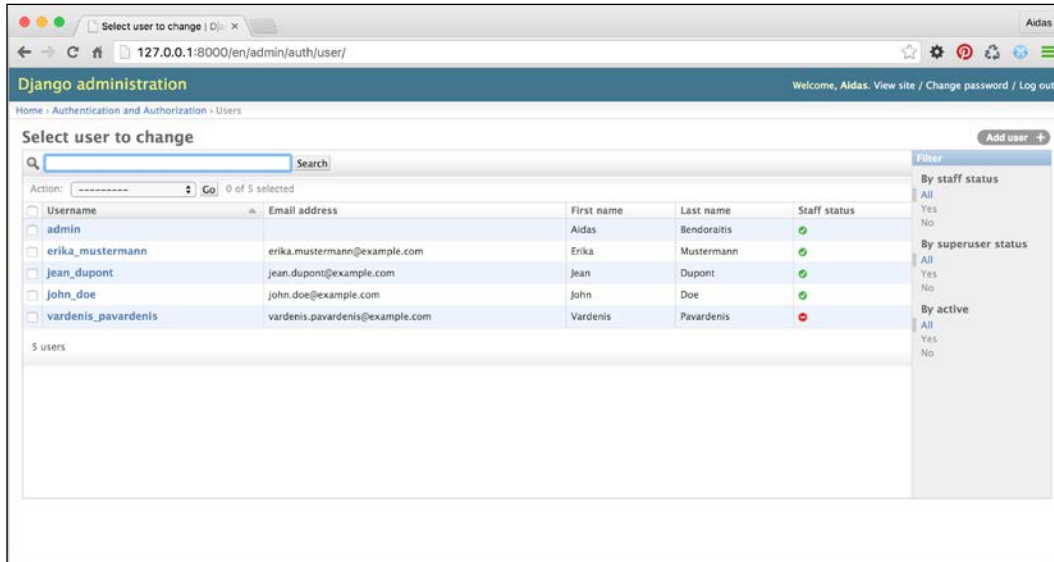 Aidas
Select user to change | Dja
127.0.0.1:8000/en/admin/auth/user/
Django administration
Welcome, Aidas. View site / Change password / Log out
Home › Authentication and Authorization › Users
Select user to change
Add user +
Search
Filter
Action: --------- Go 0 of 5 selected
By staff status
All
Yes
No
By superuser status
All
Yes
No
By active
All
Yes
No
Username Email address First name Last name Staff status
admin Aidas Bendoraitis
erika_mustermann erika.mustermann@example.com Erika Mustermann
jean_dupont jean.dupont@example.com Jean Dupont
john_doe john.doe@example.com John Doe
vardenis_pavardenis vardenis.pavardenis@example.com Vardenis Pavardenis
5 users